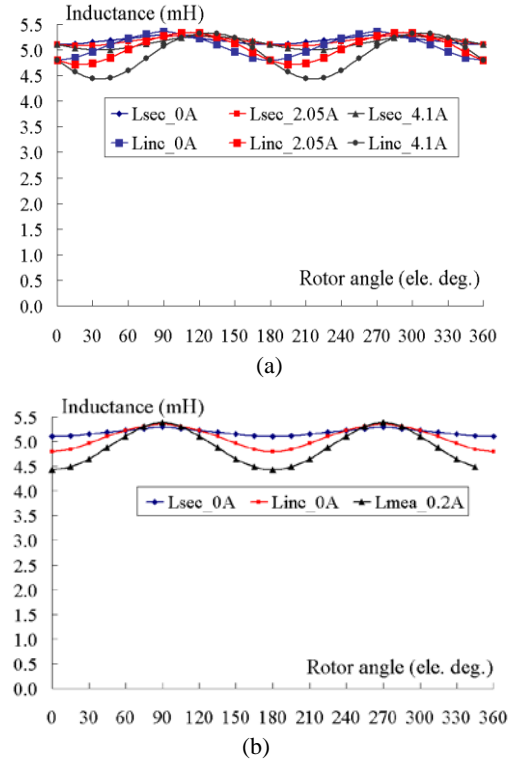 Inductance (mH)
5.5
5.0
4.5
4.0
3.5
3.0
2.5
2.0
1.5
1.0
0.5
0.0
Lsec_0A Lsec_2.05A Lsec_4.1A
Linc_0A Linc_2.05A Linc_4.1A
Rotor angle (ele. deg.)
0 30 60 90 120 150 180 210 240 270 300 330 360
(a)
Inductance (mH)
5.5
5.0
4.5
4.0
3.5
3.0
2.5
2.0
1.5
1.0
0.5
0.0
Lsec_0A Linc_0A Lmea_0.2A
Rotor angle (ele. deg.)
0 30 60 90 120 150 180 210 240 270 300 330 360
(b)